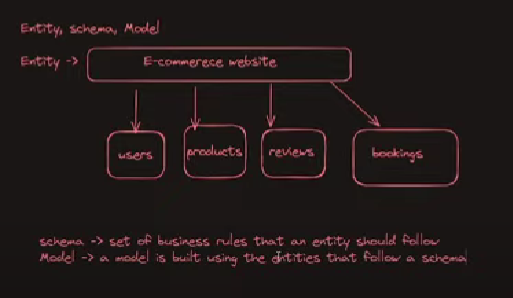 Entity, schema, Model
Entity -> E-commerece website
users products reviews bookings
schema -> set of business rules that an entity should follow
Model -> a model is built using the entities that follow a schema